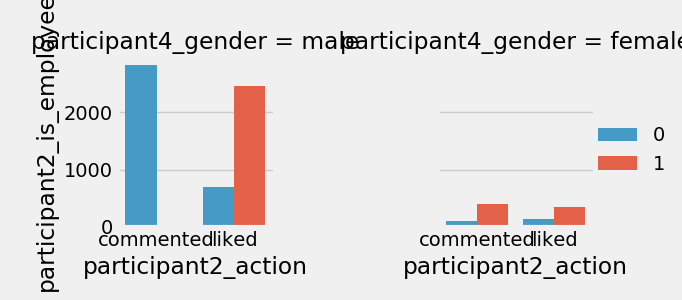 participant4_gender = male
participant4_gender = female
participant2_is_employee
2000
1000
0
commented
liked
commented
liked
participant2_action
participant2_action
0
1